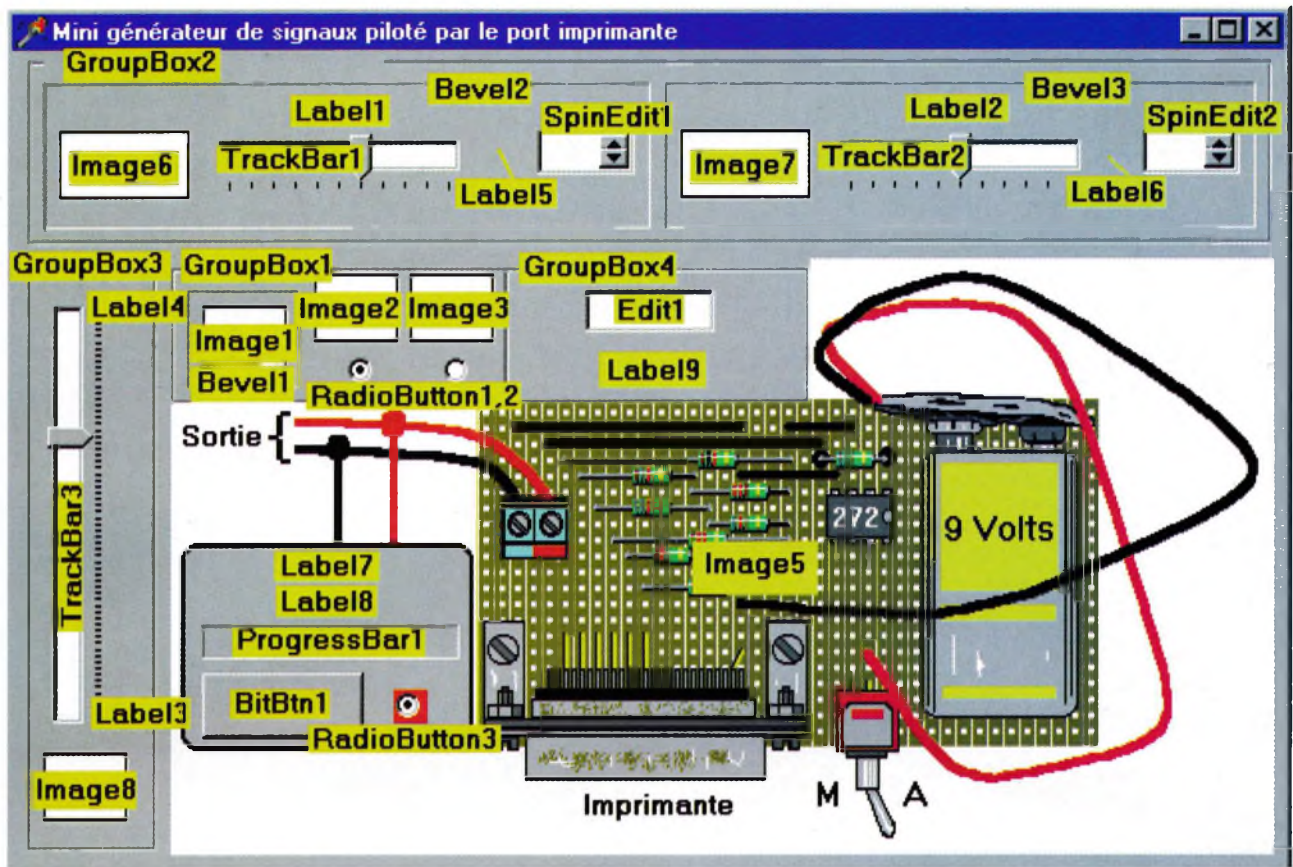 Mini générateur de signaux piloté par le port imprimante
GroupBox2
Label1
Bevel2
SpinEdit1
Image6
TrackBar1
Label5
Label2
Bevel3
SpinEdit2
Image7
TrackBar2
Label6
GroupBox3
Label4
TrackBar3
Label3
Image8
GroupBox1
Image1
Image2
Image3
Bevel1
RadioButton1,2
GroupBox4
Edit1
Label9
Sortie
272
9 Volts
Image5
Label7
Label8
ProgressBar1
BitBtn1
RadioButton3
Imprimante
M
A